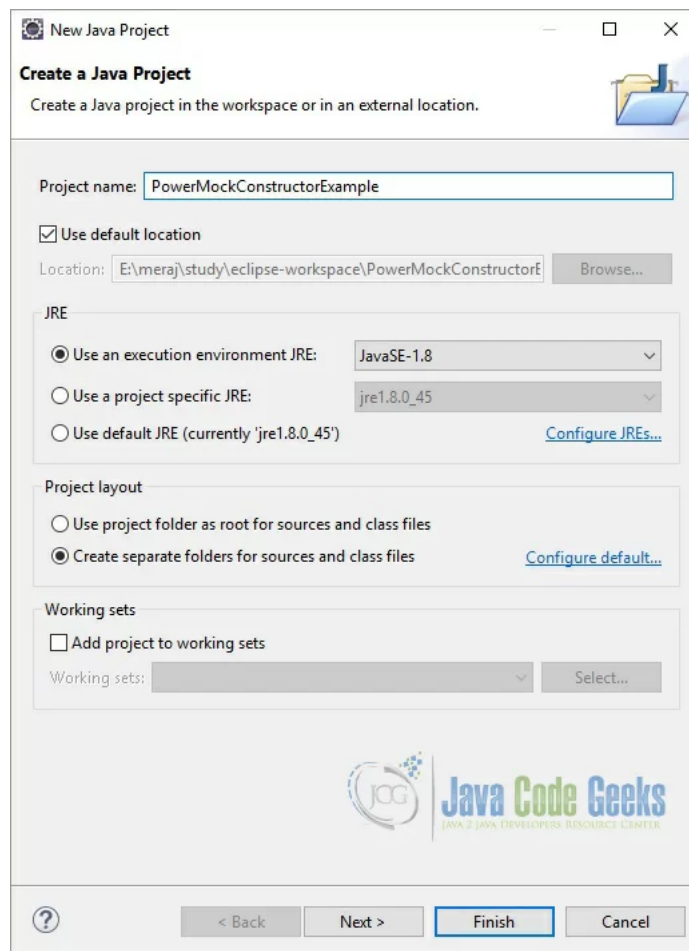 New Java Project
Create a Java Project
Create a Java project in the workspace or in an external location.
Project name: PowerMockConstructorExample
Use default location
Location: E:\meraj\study\eclipse-workspace\PowerMockConstructorE Browse...
JRE
Use an execution environment JRE: JavaSE-1.8
Use a project specific JRE: jre1.8.0_45
Use default JRE (currently 'jre1.8.0_45') Configure JREs...
Project layout
Use project folder as root for sources and class files
Create separate folders for sources and class files Configure default...
Working sets
Add project to working sets
Working sets: Select...
JCG Java Code Geeks
JAVA 2 JAVA DEVELOPERS RESOURCE CENTER
? < Back Next > Finish Cancel